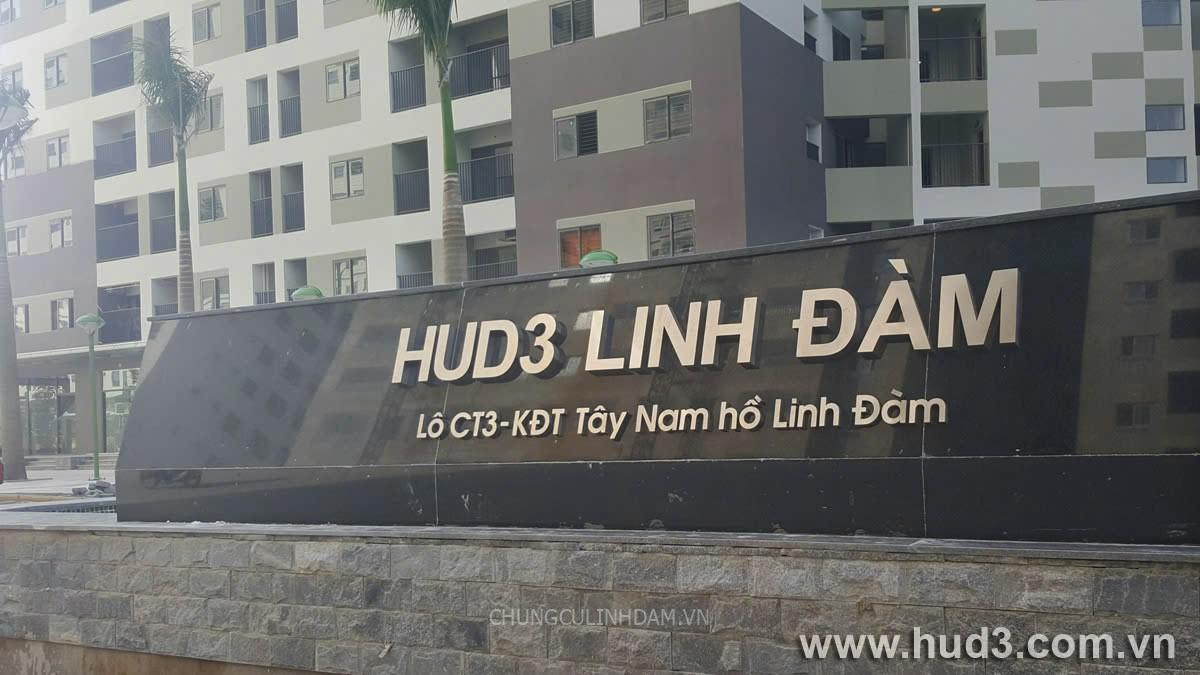 HUD3 LINH ĐÀM
Lô CT3-KĐT Tây Nam hồ Linh Đàm
CHUNGCULINHDAM.VN
www.hud3.com.vn